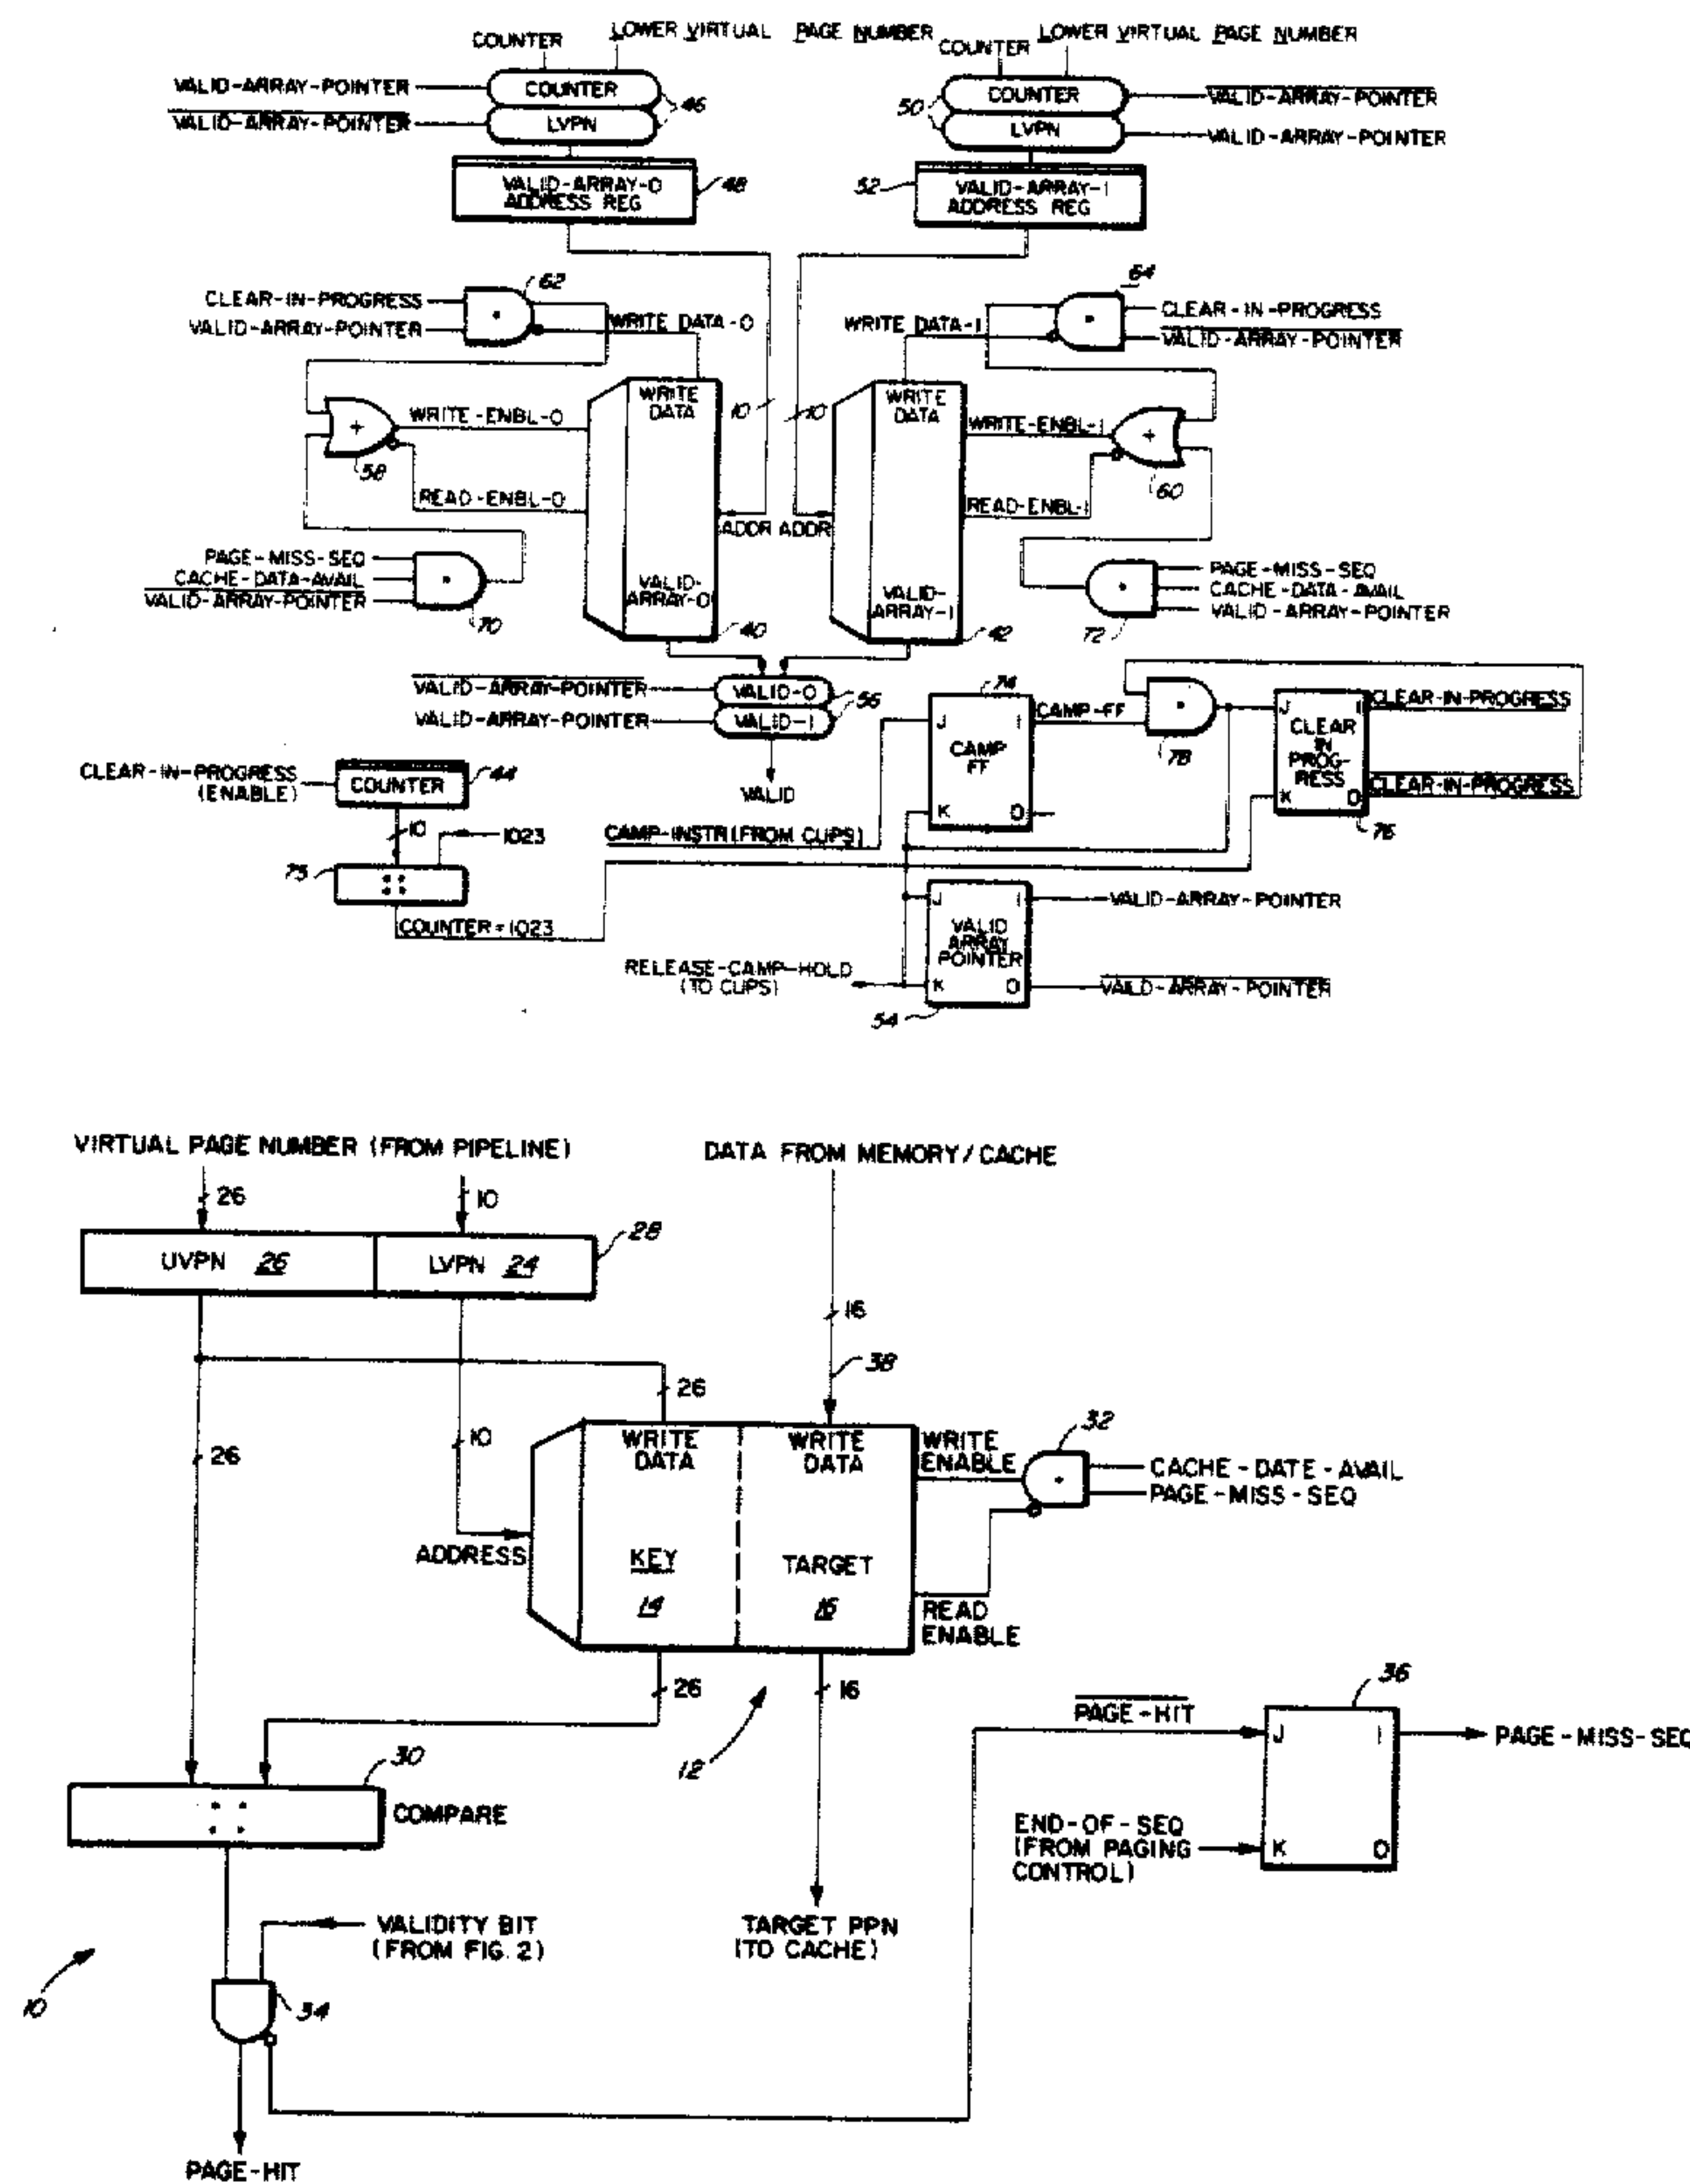 COUNTER
LOWER VIRTUAL PAGE NUMBER
COUNTER
LOWER VIRTUAL PAGE NUMBER
VALID-ARRAY-POINTER
COUNTER
46
50
COUNTER
VALID-ARRAY-POINTER
VALID-ARRAY-POINTER
LVPN
LVPN
VALID-ARRAY-POINTER
VALID-ARRAY-0
ADDRESS REG
48
52
VALID-ARRAY-1
ADDRESS REG
62
64
CLEAR-IN-PROGRESS
VALID-ARRAY-POINTER
WRITE DATA-0
WRITE DATA-1
CLEAR-IN-PROGRESS
VALID-ARRAY-POINTER
WRITE
DATA
10
10
WRITE
DATA
+
WRITE-ENBL-0
58
WRITE-ENBL-1
+
60
READ-ENBL-0
READ-ENBL-1
ADDR
ADDR
PAGE-MISS-SEQ
CACHE-DATA-AVAIL
VALID-ARRAY-POINTER
70
VALID-
ARRAY-0
40
VALID-
ARRAY-1
42
PAGE-MISS-SEQ
CACHE-DATA-AVAIL
VALID-ARRAY-POINTER
72
VALID-ARRAY-POINTER
VALID-0
56
VALID-ARRAY-POINTER
VALID-1
VALID
74
J
1
CAMP
FF
K
0
CAMP-FF
78
J
1
CLEAR
IN
PROG-
RESS
K
0
76
CLEAR-IN-PROGRESS
CLEAR-IN-PROGRESS
CLEAR-IN-PROGRESS
(ENABLE)
COUNTER
44
10
1023
75
COUNTER=1023
CAMP-INSTR(FROM CUPS)
J
1
VALID
ARRAY
POINTER
K
0
54
VALID-ARRAY-POINTER
VAILD-ARRAY-POINTER
RELEASE-CAMP-HOLD
(TO CUPS)
VIRTUAL PAGE NUMBER (FROM PIPELINE)
DATA FROM MEMORY/CACHE
26
10
UVPN 26
LVPN 24
28
16
38
26
26
10
WRITE
DATA
WRITE
DATA
WRITE
ENABLE
32
CACHE-DATE-AVAIL
PAGE-MISS-SEQ
ADDRESS
KEY
14
TARGET
16
READ
ENABLE
26
16
12
30
COMPARE
PAGE-HIT
36
J
1
PAGE-MISS-SEQ
END-OF-SEQ
(FROM PAGING
CONTROL)
K
0
VALIDITY BIT
(FROM FIG. 2)
TARGET PPN
(TO CACHE)
10
34
PAGE-HIT